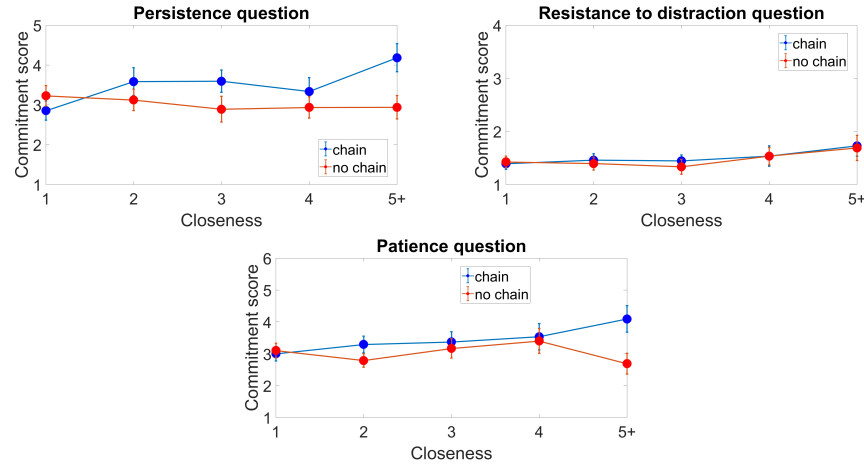 Persistence question
Commitment score
5
4
3
2
1
chain
no chain
1 2 3 4 5+
Closeness
Resistance to distraction question
Commitment score
4
2
1
chain
no chain
1 2 3 4 5+
Closeness
Patience question
Commitment score
6
5
4
3
2
1
chain
no chain
1 2 3 4 5+
Closeness